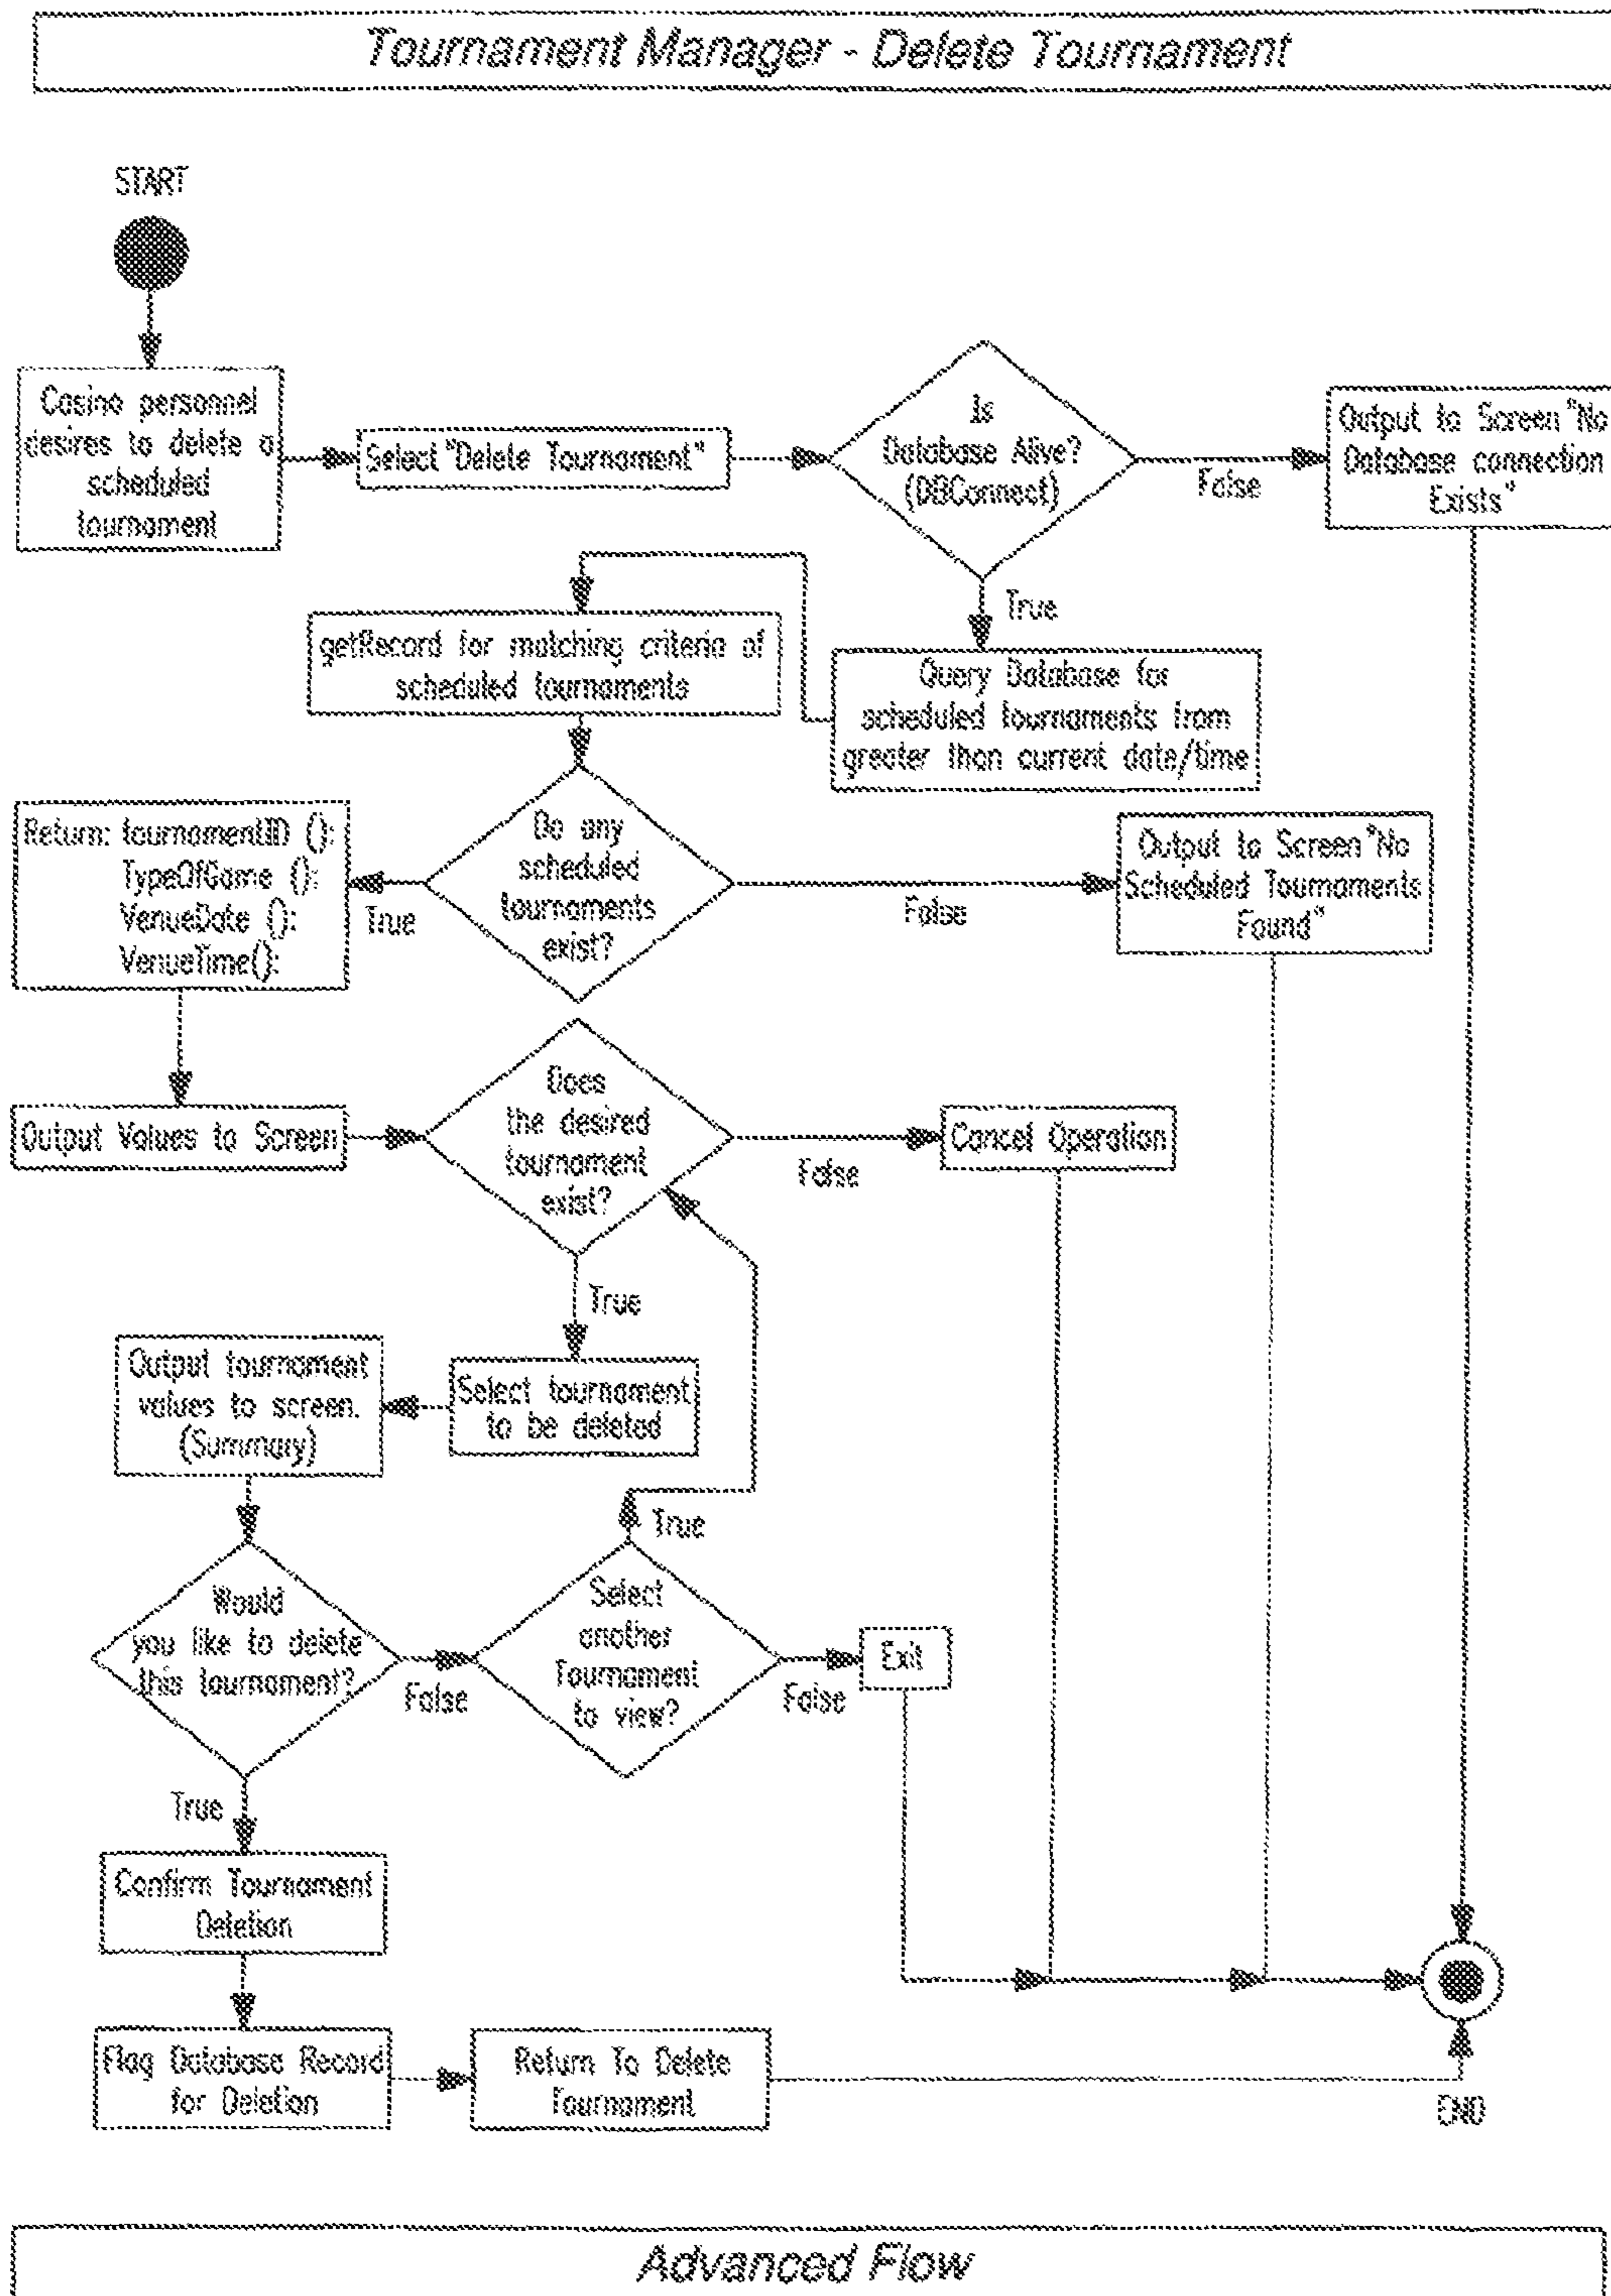 Tournament Manager - Delete Tournament
START
Casino personnel
desires to delete a
scheduled
tournament
Select "Delete Tournament"
Is
Database Alive?
(DBConnect)
False
Output to Screen "No
Database connection
Exists"
True
Query Database for
scheduled tournaments from
greater than current date/time
getRecord for matching criteria of
scheduled tournaments
Do any
scheduled
tournaments
exist?
True
False
Return: tournamentID ();
TypeOfGame ();
VenueDate ();
VenueTime();
Output to Screen "No
Scheduled Tournaments
Found"
Output Values to Screen
Does
the desired
tournament
exist?
False
Cancel Operation
True
Select tournament
to be deleted
Output tournament
values to screen.
(Summary)
Would
you like to delete
this tournament?
False
Select
another
Tournament
to view?
True
False
Exit
True
Confirm Tournament
Deletion
Flag Database Record
for Deletion
Return To Delete
Tournament
END
Advanced Flow